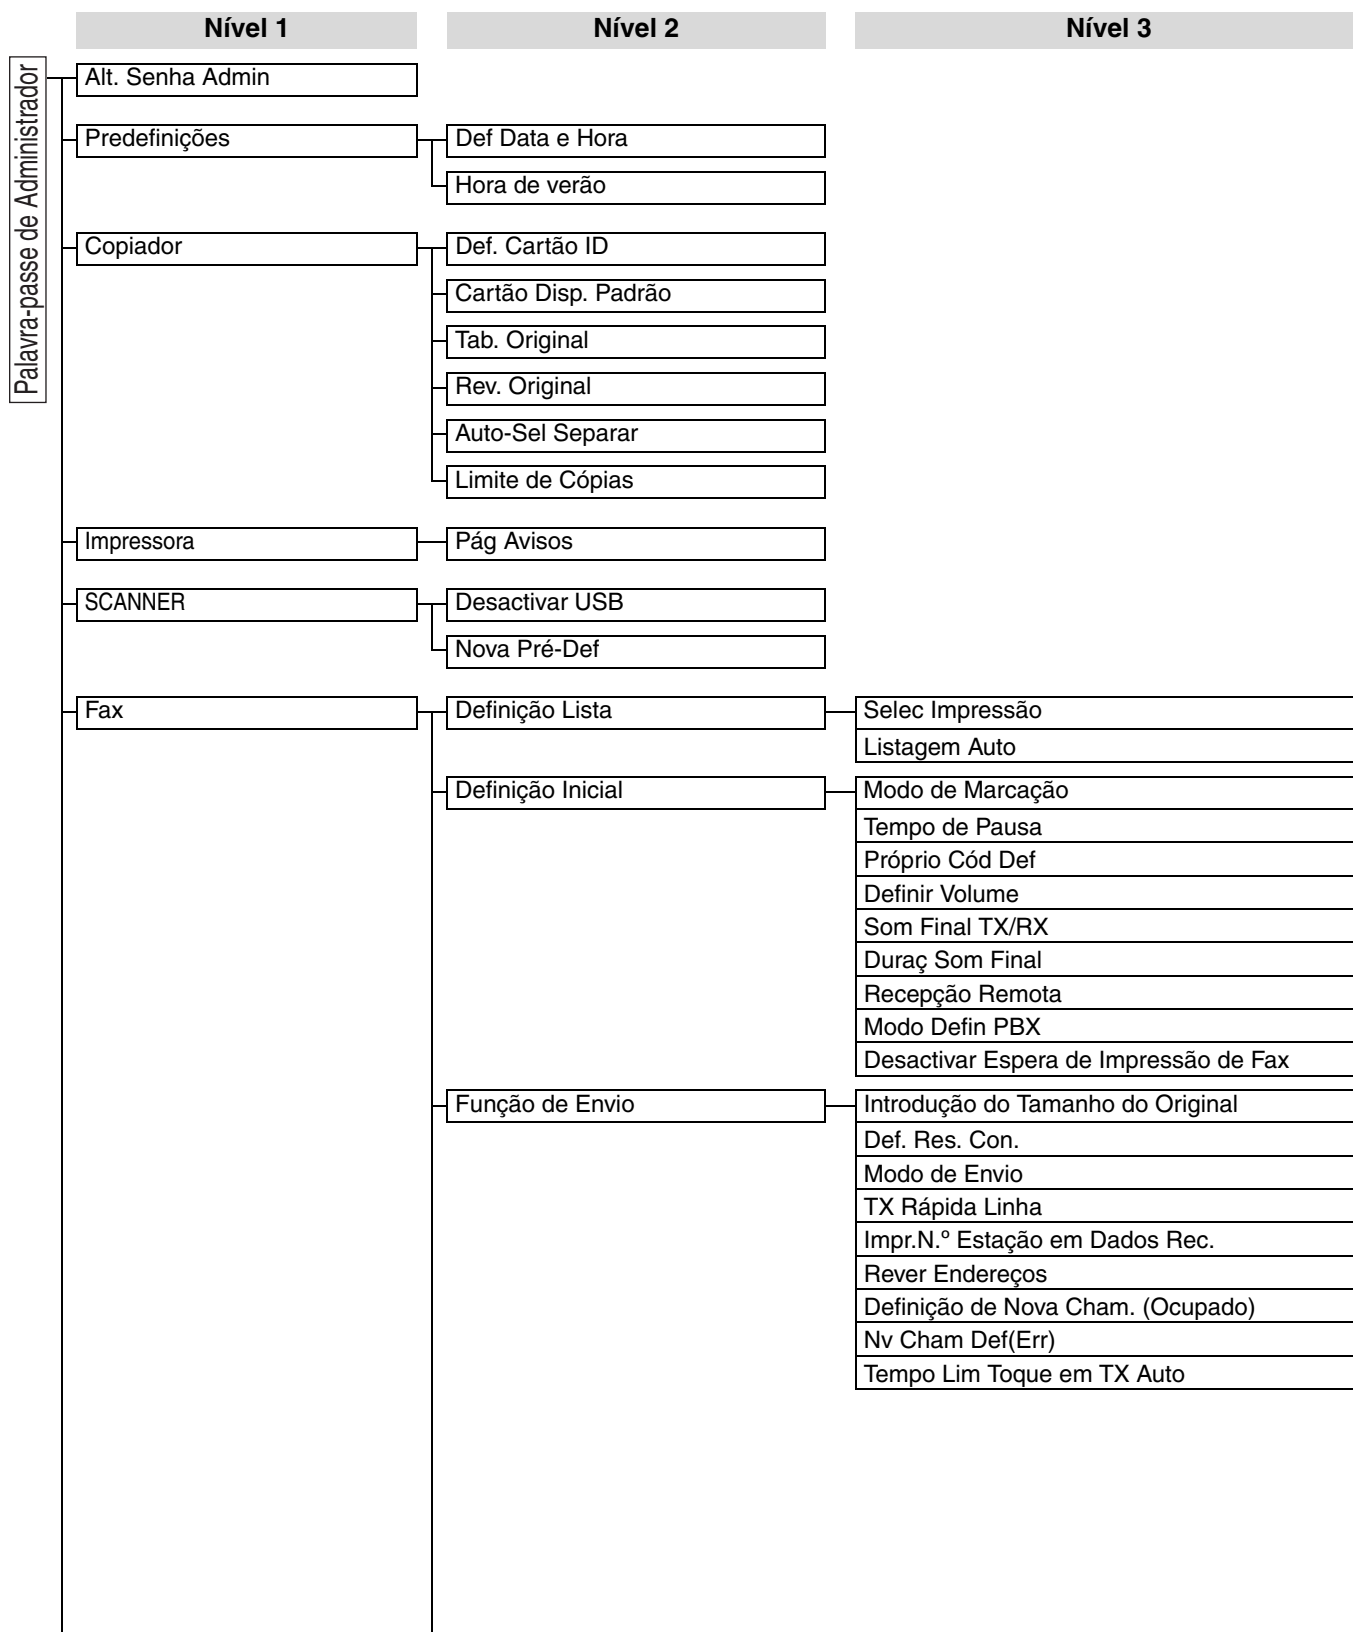 Nível 1
Nível 2
Nível 3
Palavra-passe de Administrador
Alt. Senha Admin
Predefinições
Def Data e Hora
Hora de verão
Copiador
Def. Cartão ID
Cartão Disp. Padrão
Tab. Original
Rev. Original
Auto-Sel Separar
Limite de Cópias
Impressora
Pág Avisos
SCANNER
Desactivar USB
Nova Pré-Def
Fax
Definição Lista
Selec Impressão
Listagem Auto
Definição Inicial
Modo de Marcação
Tempo de Pausa
Próprio Cód Def
Definir Volume
Som Final TX/RX
Duraç Som Final
Recepção Remota
Modo Defin PBX
Desactivar Espera de Impressão de Fax
Função de Envio
Introdução do Tamanho do Original
Def. Res. Con.
Modo de Envio
TX Rápida Linha
Impr.N.º Estação em Dados Rec.
Rever Endereços
Definição de Nova Cham. (Ocupado)
Nv Cham Def(Err)
Tempo Lim Toque em TX Auto